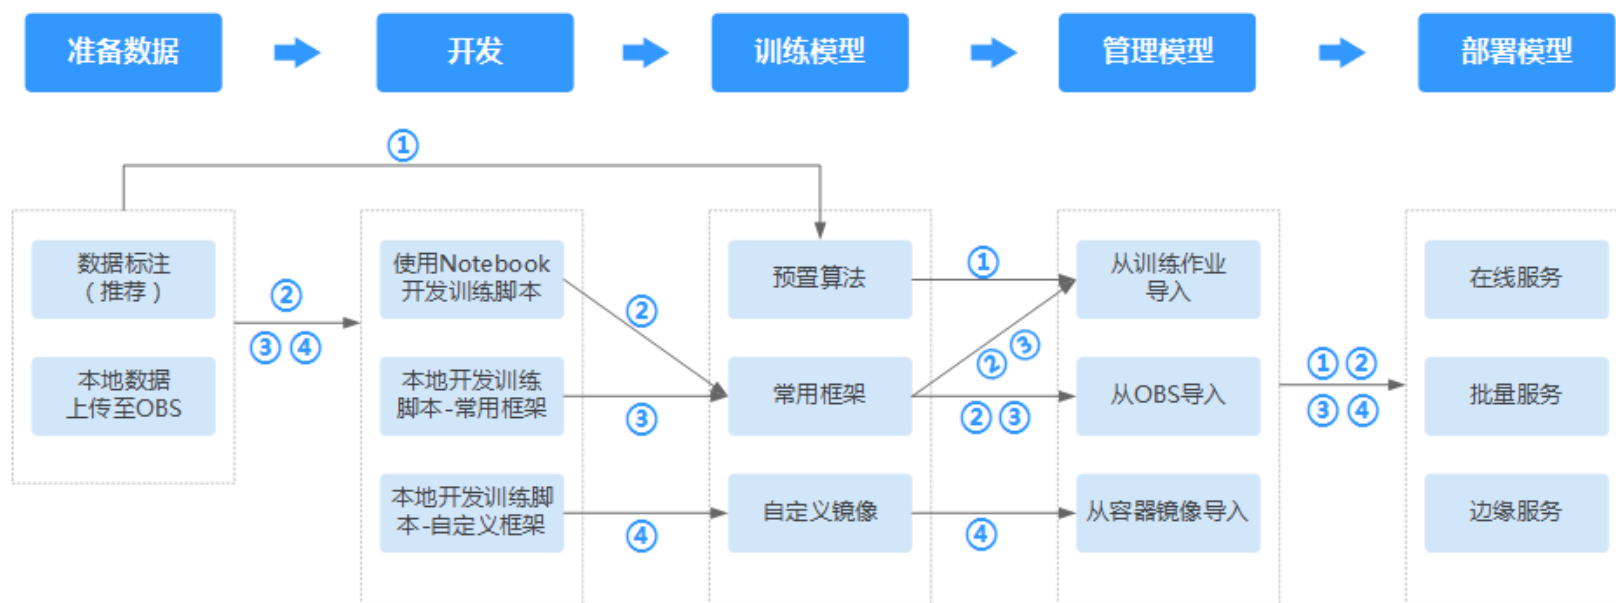 准备数据
开发
训练模型
管理模型
部署模型
①
数据标注
（推荐）
本地数据
上传至OBS
②
③ ④
使用Notebook
开发训练脚本
本地开发训练
脚本-常用框架
本地开发训练脚
本-自定义框架
②
③
④
预置算法
常用框架
自定义镜像
①
② ③
② ③
④
从训练作业
导入
从OBS导入
从容器镜像导入
① ②
③ ④
在线服务
批量服务
边缘服务